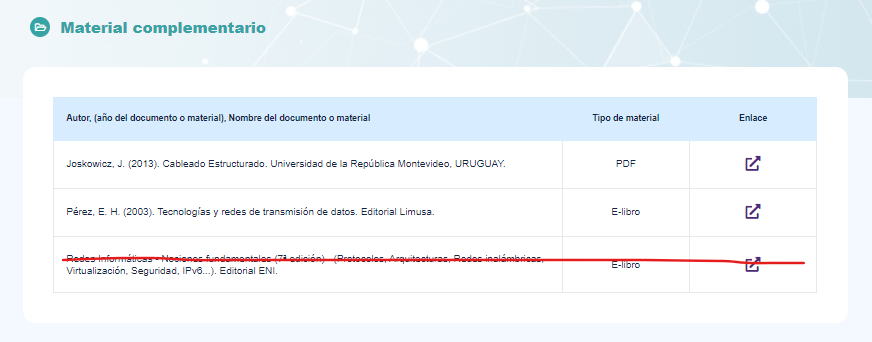 Material complementario
Autor, (año del documento o material), Nombre del documento o material
Tipo de material
Enlace
Joskowicz, J. (2013). Cableado Estructurado. Universidad de la República Montevideo, URUGUAY.
PDF
Pérez, E. H. (2003). Tecnologías y redes de transmisión de datos. Editorial Limusa.
E-libro
Redes Informáticas - Nociones fundamentales (7ª edición) - (Protocolos, Arquitecturas, Redes inalámbricas,
Virtualización, Seguridad, IPv6...). Editorial ENI.
E-libro